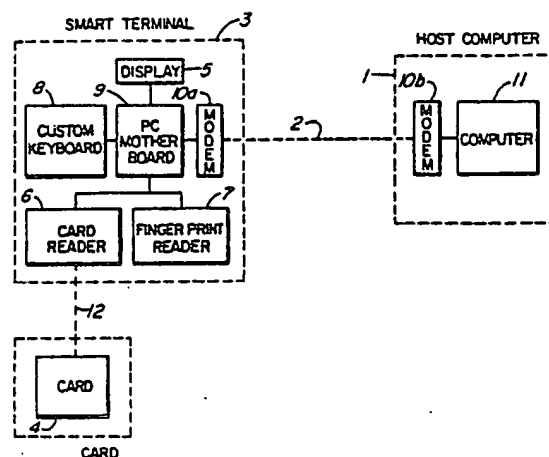 SMART TERMINAL
3
HOST COMPUTER
DISPLAY
5
8
9
10a
1
10b
11
CUSTOM
KEYBOARD
PC
MOTHER
BOARD
MODEM
2
MODEM
COMPUTER
6
7
CARD
READER
FINGER PRINT
READER
12
CARD
4
CARD